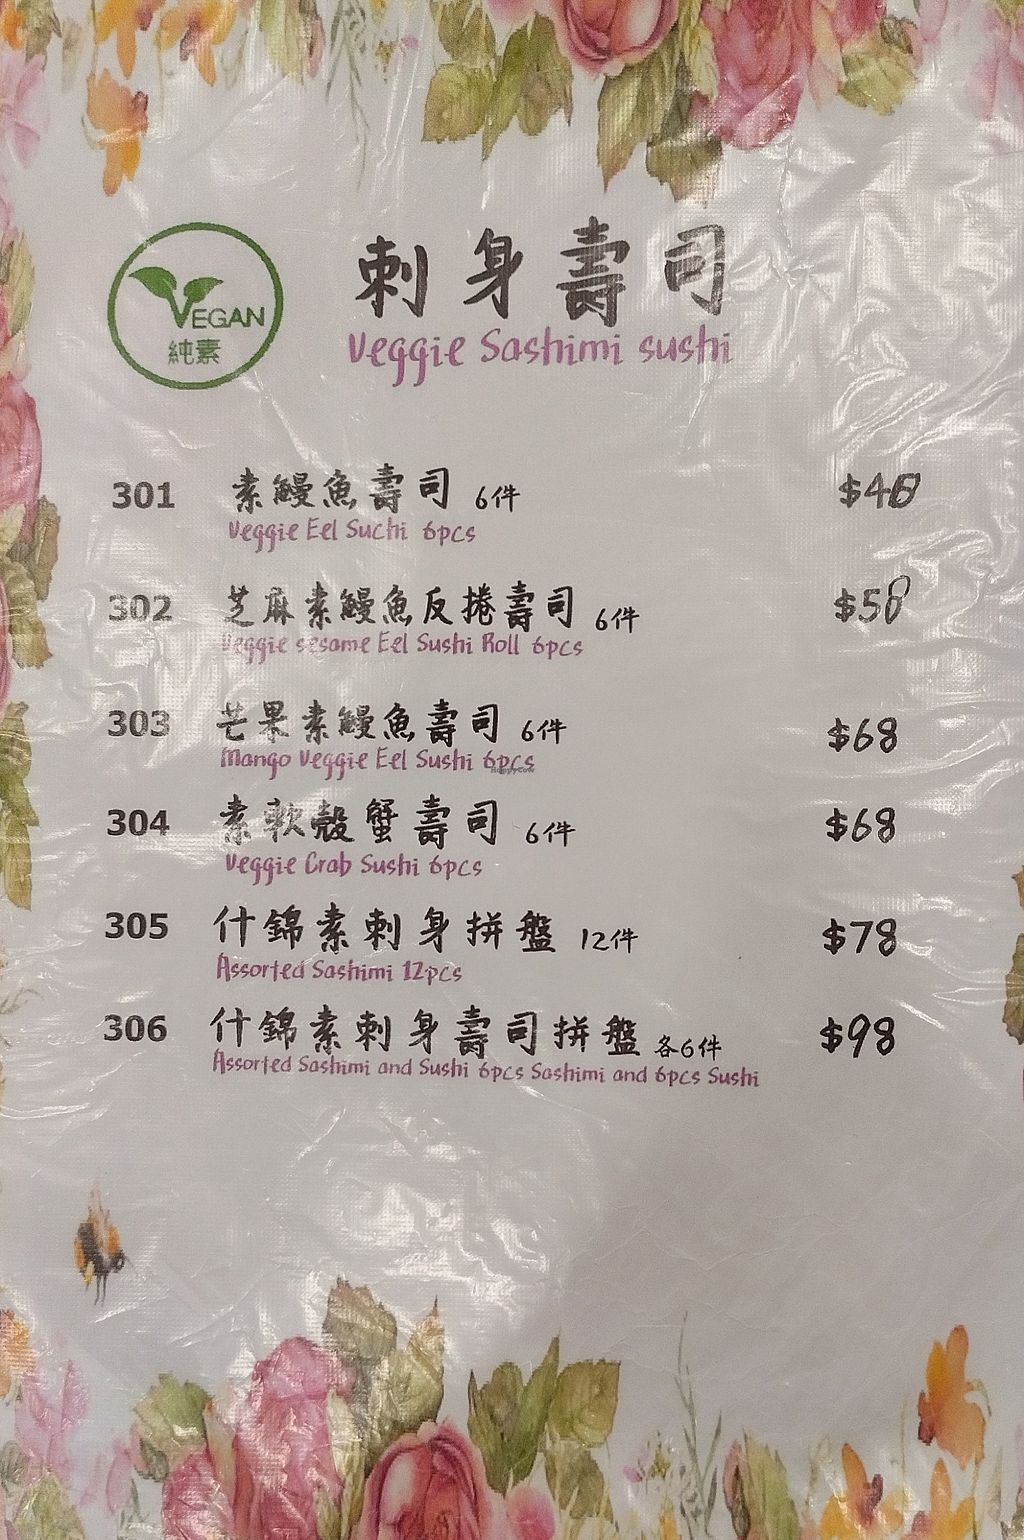 VEGAN
純素
刺身壽司
Veggie Sashimi sushi
301 素鰻魚壽司 6件
Veggie Eel Suchi 6pcs
302 芝麻素鰻魚反捲壽司 6件 $58
Veggie sesame Eel Sushi Roll 6pcs
303 芒果素鰻魚壽司 6件 $68
Mango Veggie Eel Sushi 6pcs
HappyCow
304 素軟殼蟹壽司 6件 $68
Veggie Crab Sushi 6pcs
305 什錦素刺身拼盤 12件 $78
Assorted Sashimi 12pcs
306 什錦素刺身壽司拼盤 各6件 $98
Assorted Sashimi and Sushi 6pcs Sashimi and 6pcs Sushi